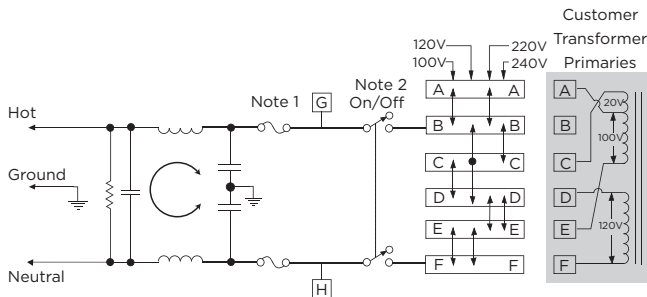 Customer
Transformer
Primaries
120V
220V
100V
240V
Note 1
G
Note 2
On/Off
A
A
A
20V
Hot
B
B
B
100V
Ground
C
C
C
D
D
D
E
E
E
120V
Neutral
F
F
F
H